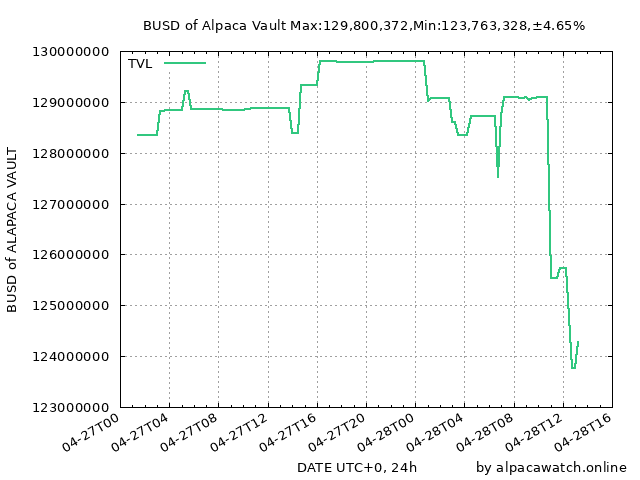 BUSD of Alpaca Vault Max:129,800,372,Min:123,763,328,±4.65%
TVL
130000000
129000000
128000000
127000000
126000000
125000000
124000000
123000000
BUSD of ALAPACA VAULT
04-27T00
04-27T04
04-27T08
04-27T12
04-27T16
04-27T20
04-28T00
04-28T04
04-28T08
04-28T12
04-28T16
DATE UTC+0, 24h
by alpacawatch.online